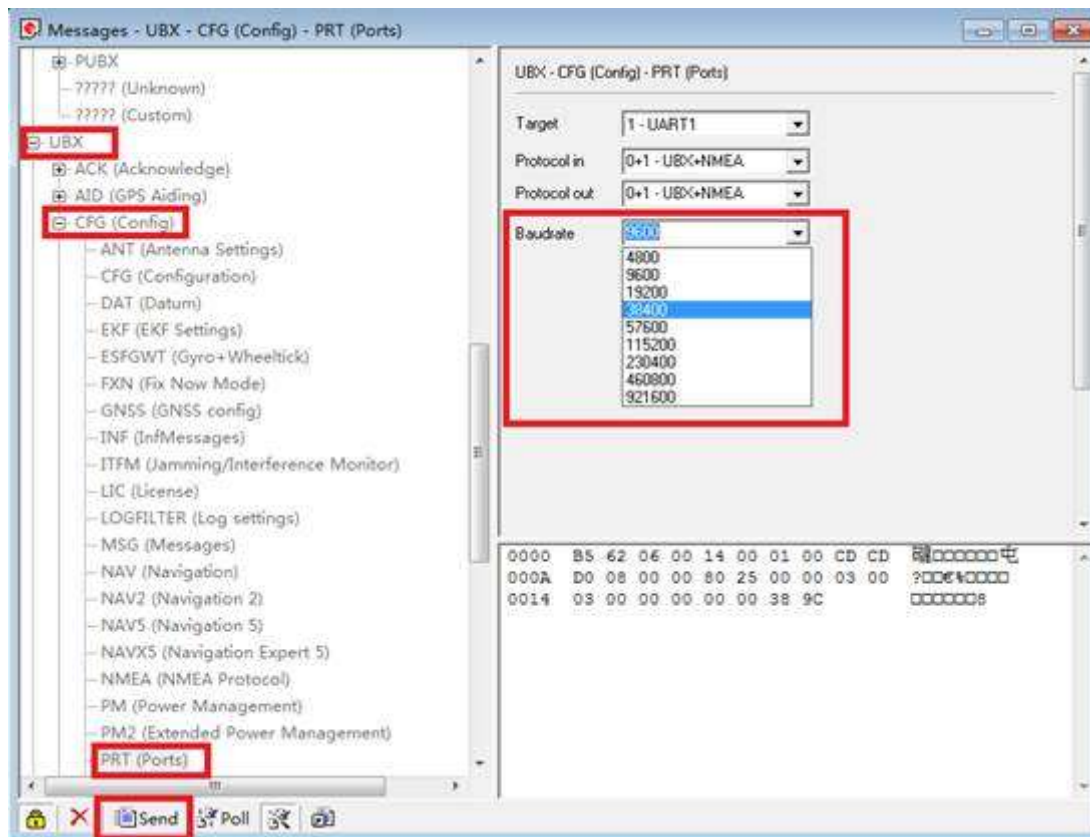 Messages - UBX - CFG (Config) - PRT (Ports)
PUBX
????? (Unknown)
????? (Custom)
UBX
ACK (Acknowledge)
AID (GPS Aiding)
CFG (Config)
ANT (Antenna Settings)
CFG (Configuration)
DAT (Datum)
EKF (EKF Settings)
ESFGWT (Gyro+Wheeltick)
FXN (Fix Now Mode)
GNSS (GNSS config)
INF (InfMessages)
ITFM (Jamming/Interference Monitor)
LIC (License)
LOGFILTER (Log settings)
MSG (Messages)
NAV (Navigation)
NAV2 (Navigation 2)
NAV5 (Navigation 5)
NAVX5 (Navigation Expert 5)
NMEA (NMEA Protocol)
PM (Power Management)
PM2 (Extended Power Management)
PRT (Ports)
UBX - CFG (Config) - PRT (Ports)
Target 1 - UART1
Protocol in 0+1 - UBX+NMEA
Protocol out 0+1 - UBX+NMEA
Baudrate 9600
4800
9600
19200
38400
57600
115200
230400
460800
921600
0000 B5 62 06 00 14 00 01 00 CD CD
000A D0 08 00 00 80 25 00 00 03 00 ?□□€%□□□□
0014 03 00 00 00 00 00 38 9C □□□□□□8
Send Poll